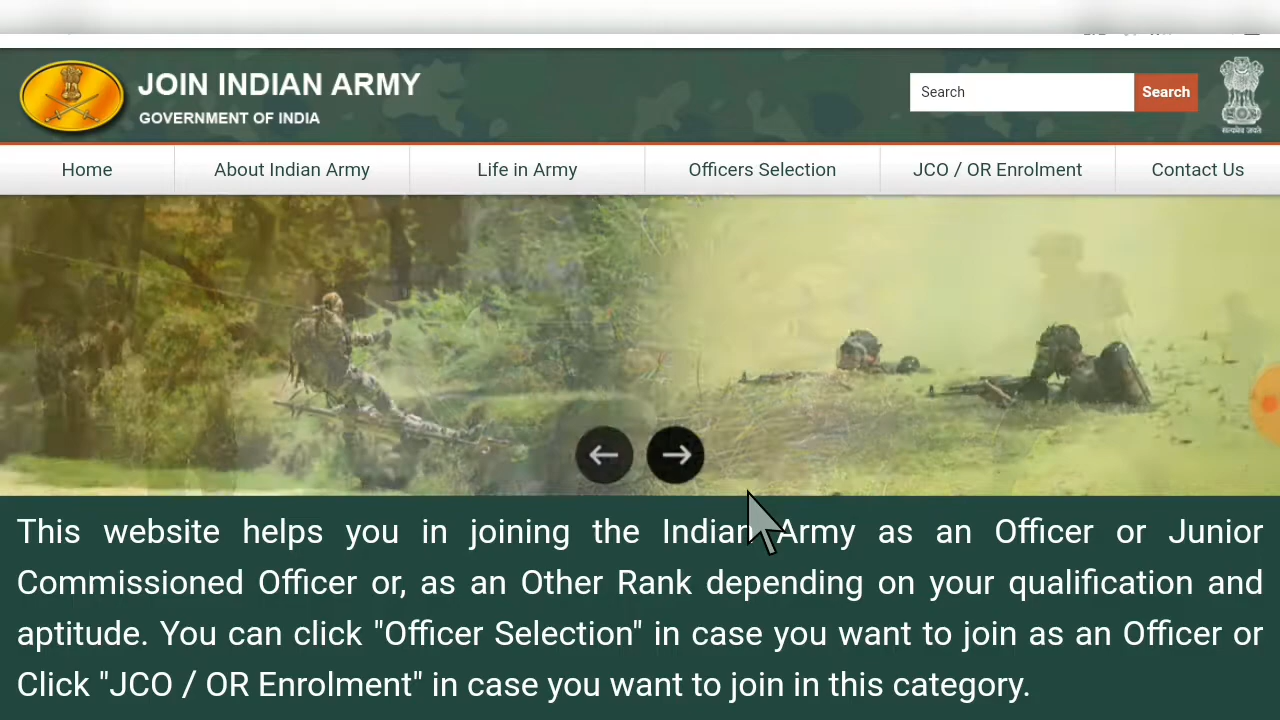 JOIN INDIAN ARMY
GOVERNMENT OF INDIA
Search
Search
सत्यमेव जयते
Home
About Indian Army
Life in Army
Officers Selection
JCO / OR Enrolment
Contact Us
This website helps you in joining the Indian Army as an Officer or Junior
Commissioned Officer or, as an Other Rank depending on your qualification and
aptitude. You can click "Officer Selection" in case you want to join as an Officer or
Click "JCO / OR Enrolment" in case you want to join in this category.